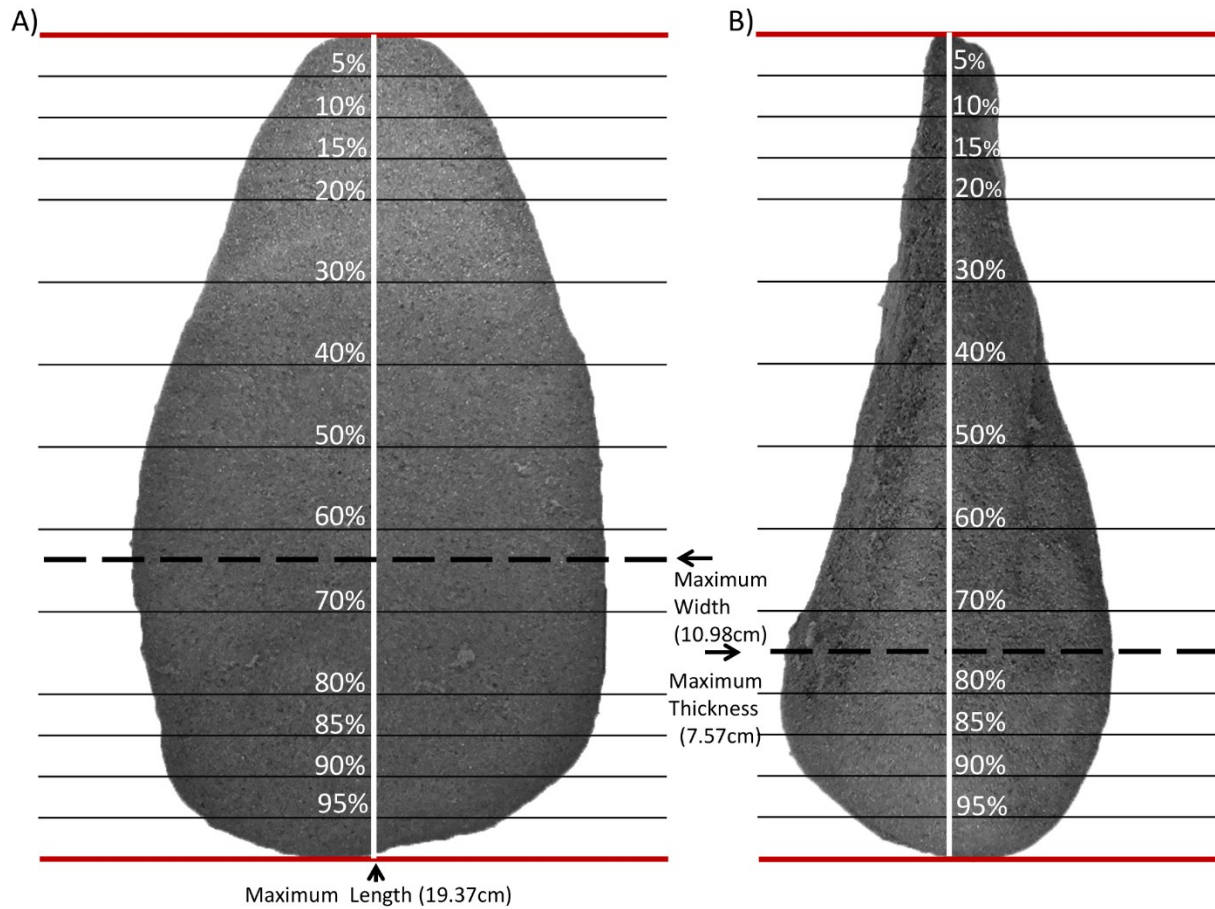 A)
5%
10%
15%
20%
30%
40%
50%
60%
70%
80%
85%
90%
95%
Maximum Length (19.37cm)
Maximum
Width
(10.98cm)
Maximum
Thickness
(7.57cm)
B)
5%
10%
15%
20%
30%
40%
50%
60%
70%
80%
85%
90%
95%